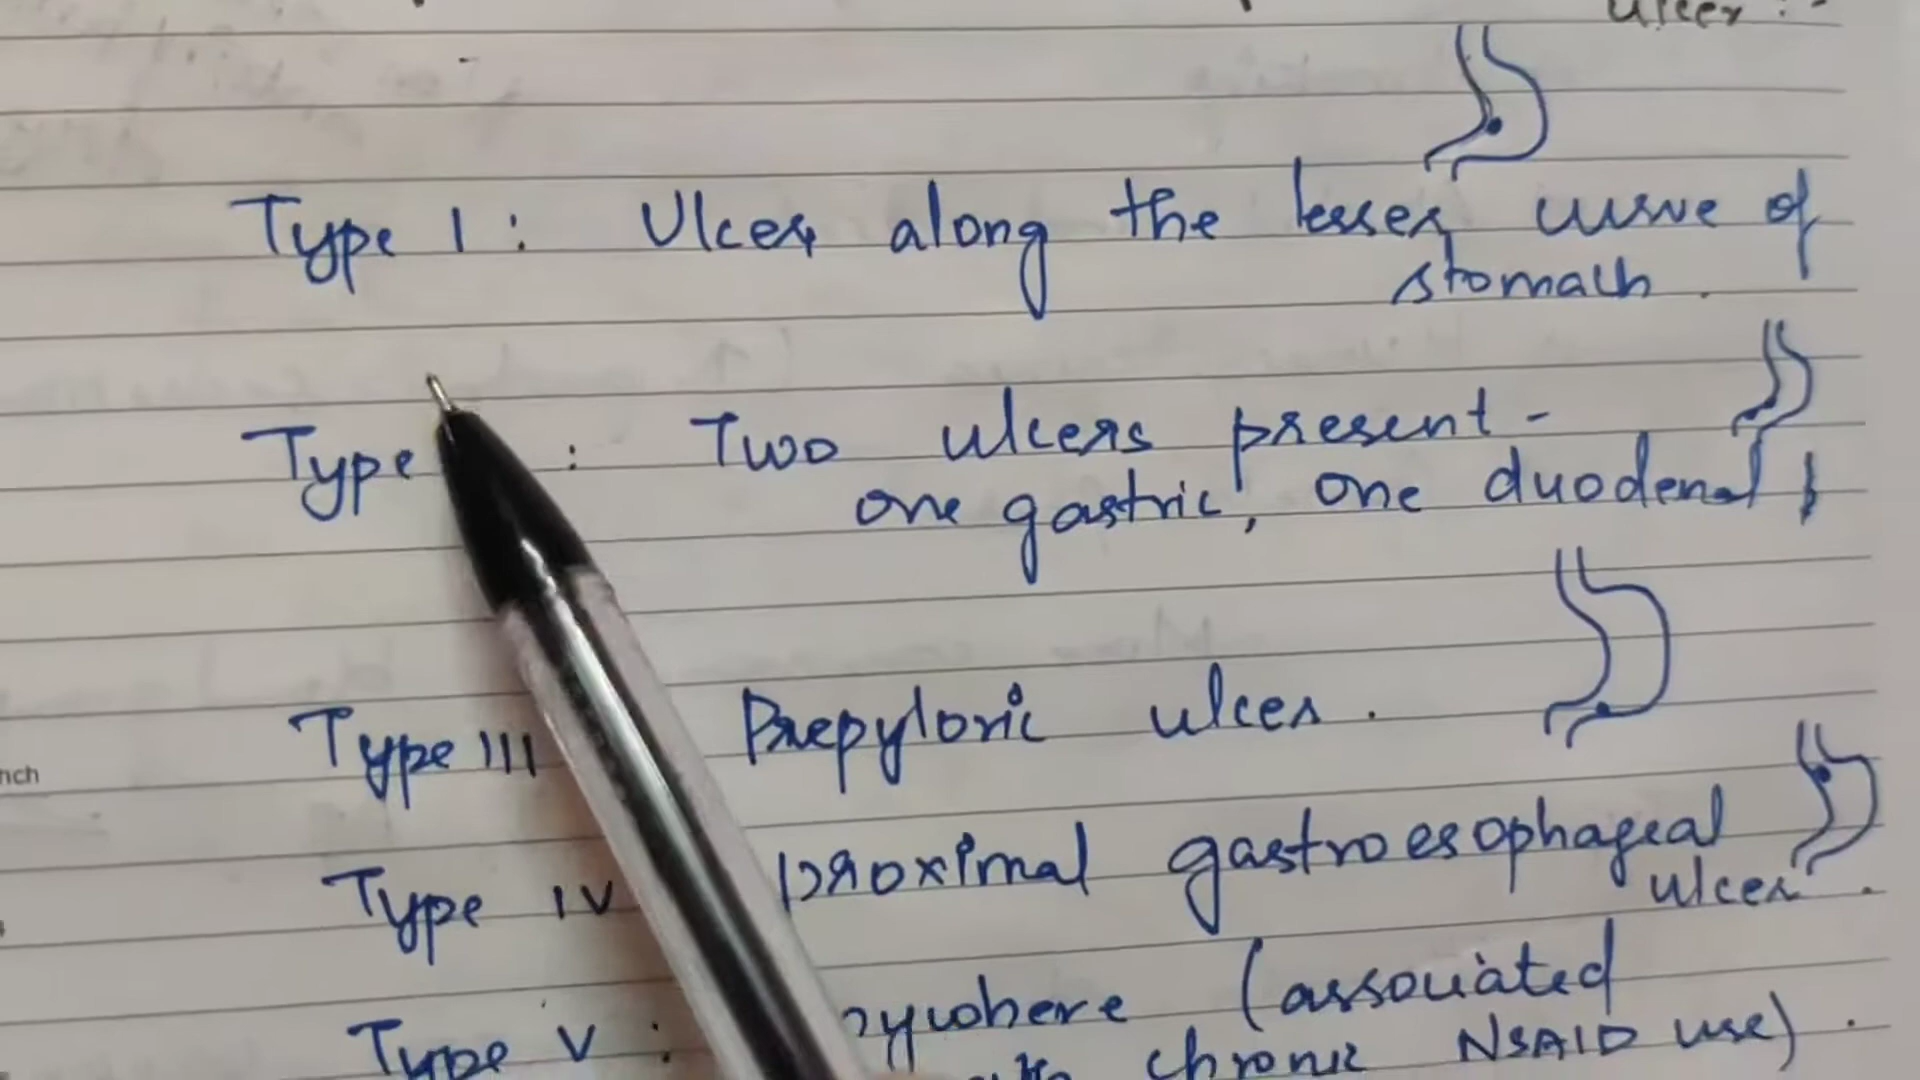 ulcer :-
Type I : Ulcer along the lesser curve of
stomach .
Type : Two ulcers present -
one gastric, one duodenal
Type III Prepyloric ulcer .
nch
Type IV proximal gastroesophageal
ulcer .
Type V : (associated
chronic NSAID use) .